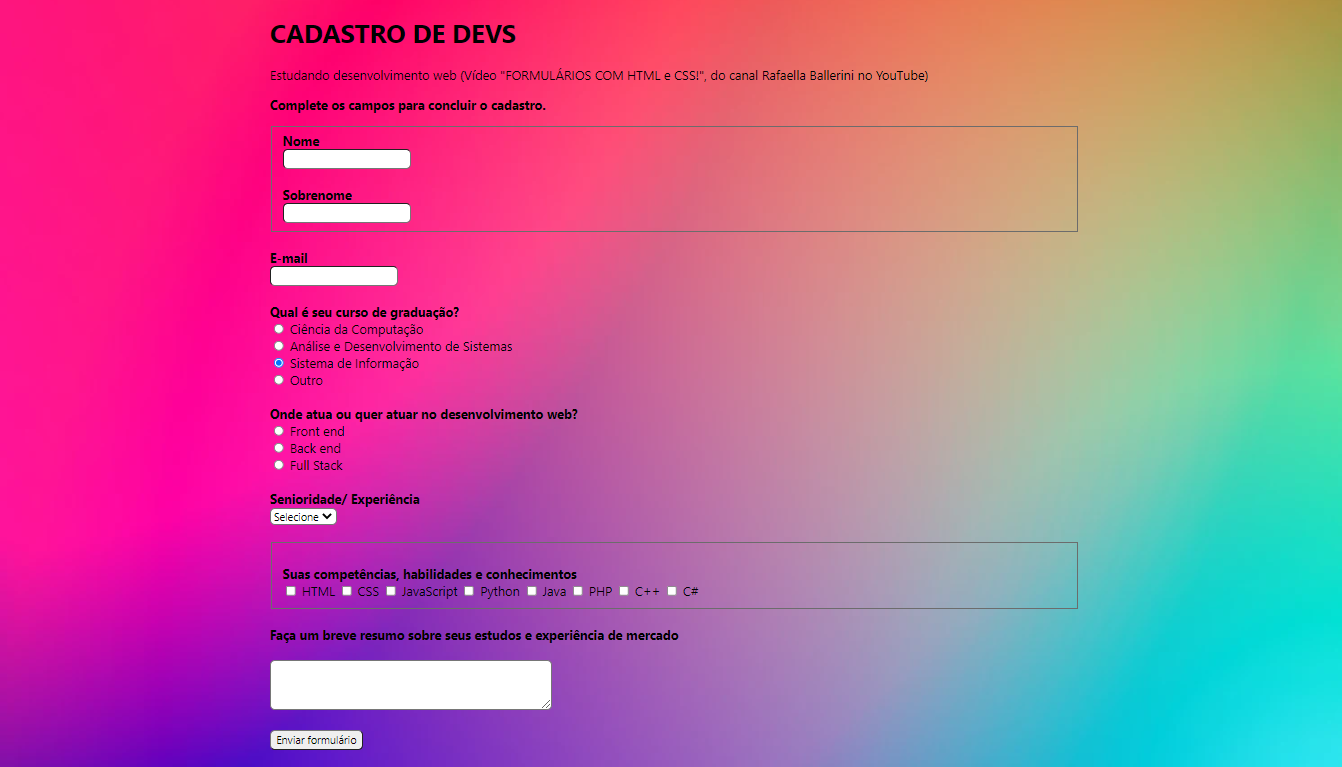 CADASTRO DE DEVS
Estudando desenvolvimento web (Vídeo "FORMULÁRIOS COM HTML e CSS!", do canal Rafaella Ballerini no YouTube)
Complete os campos para concluir o cadastro.
Nome
Sobrenome
E-mail
Qual é seu curso de graduação?
Ciência da Computação
Análise e Desenvolvimento de Sistemas
Sistema de Informação
Outro
Onde atua ou quer atuar no desenvolvimento web?
Front end
Back end
Full Stack
Senioridade/ Experiência
Selecione
Suas competências, habilidades e conhecimentos
HTML CSS JavaScript Python Java PHP C++ C#
Faça um breve resumo sobre seus estudos e experiência de mercado
Enviar formulário